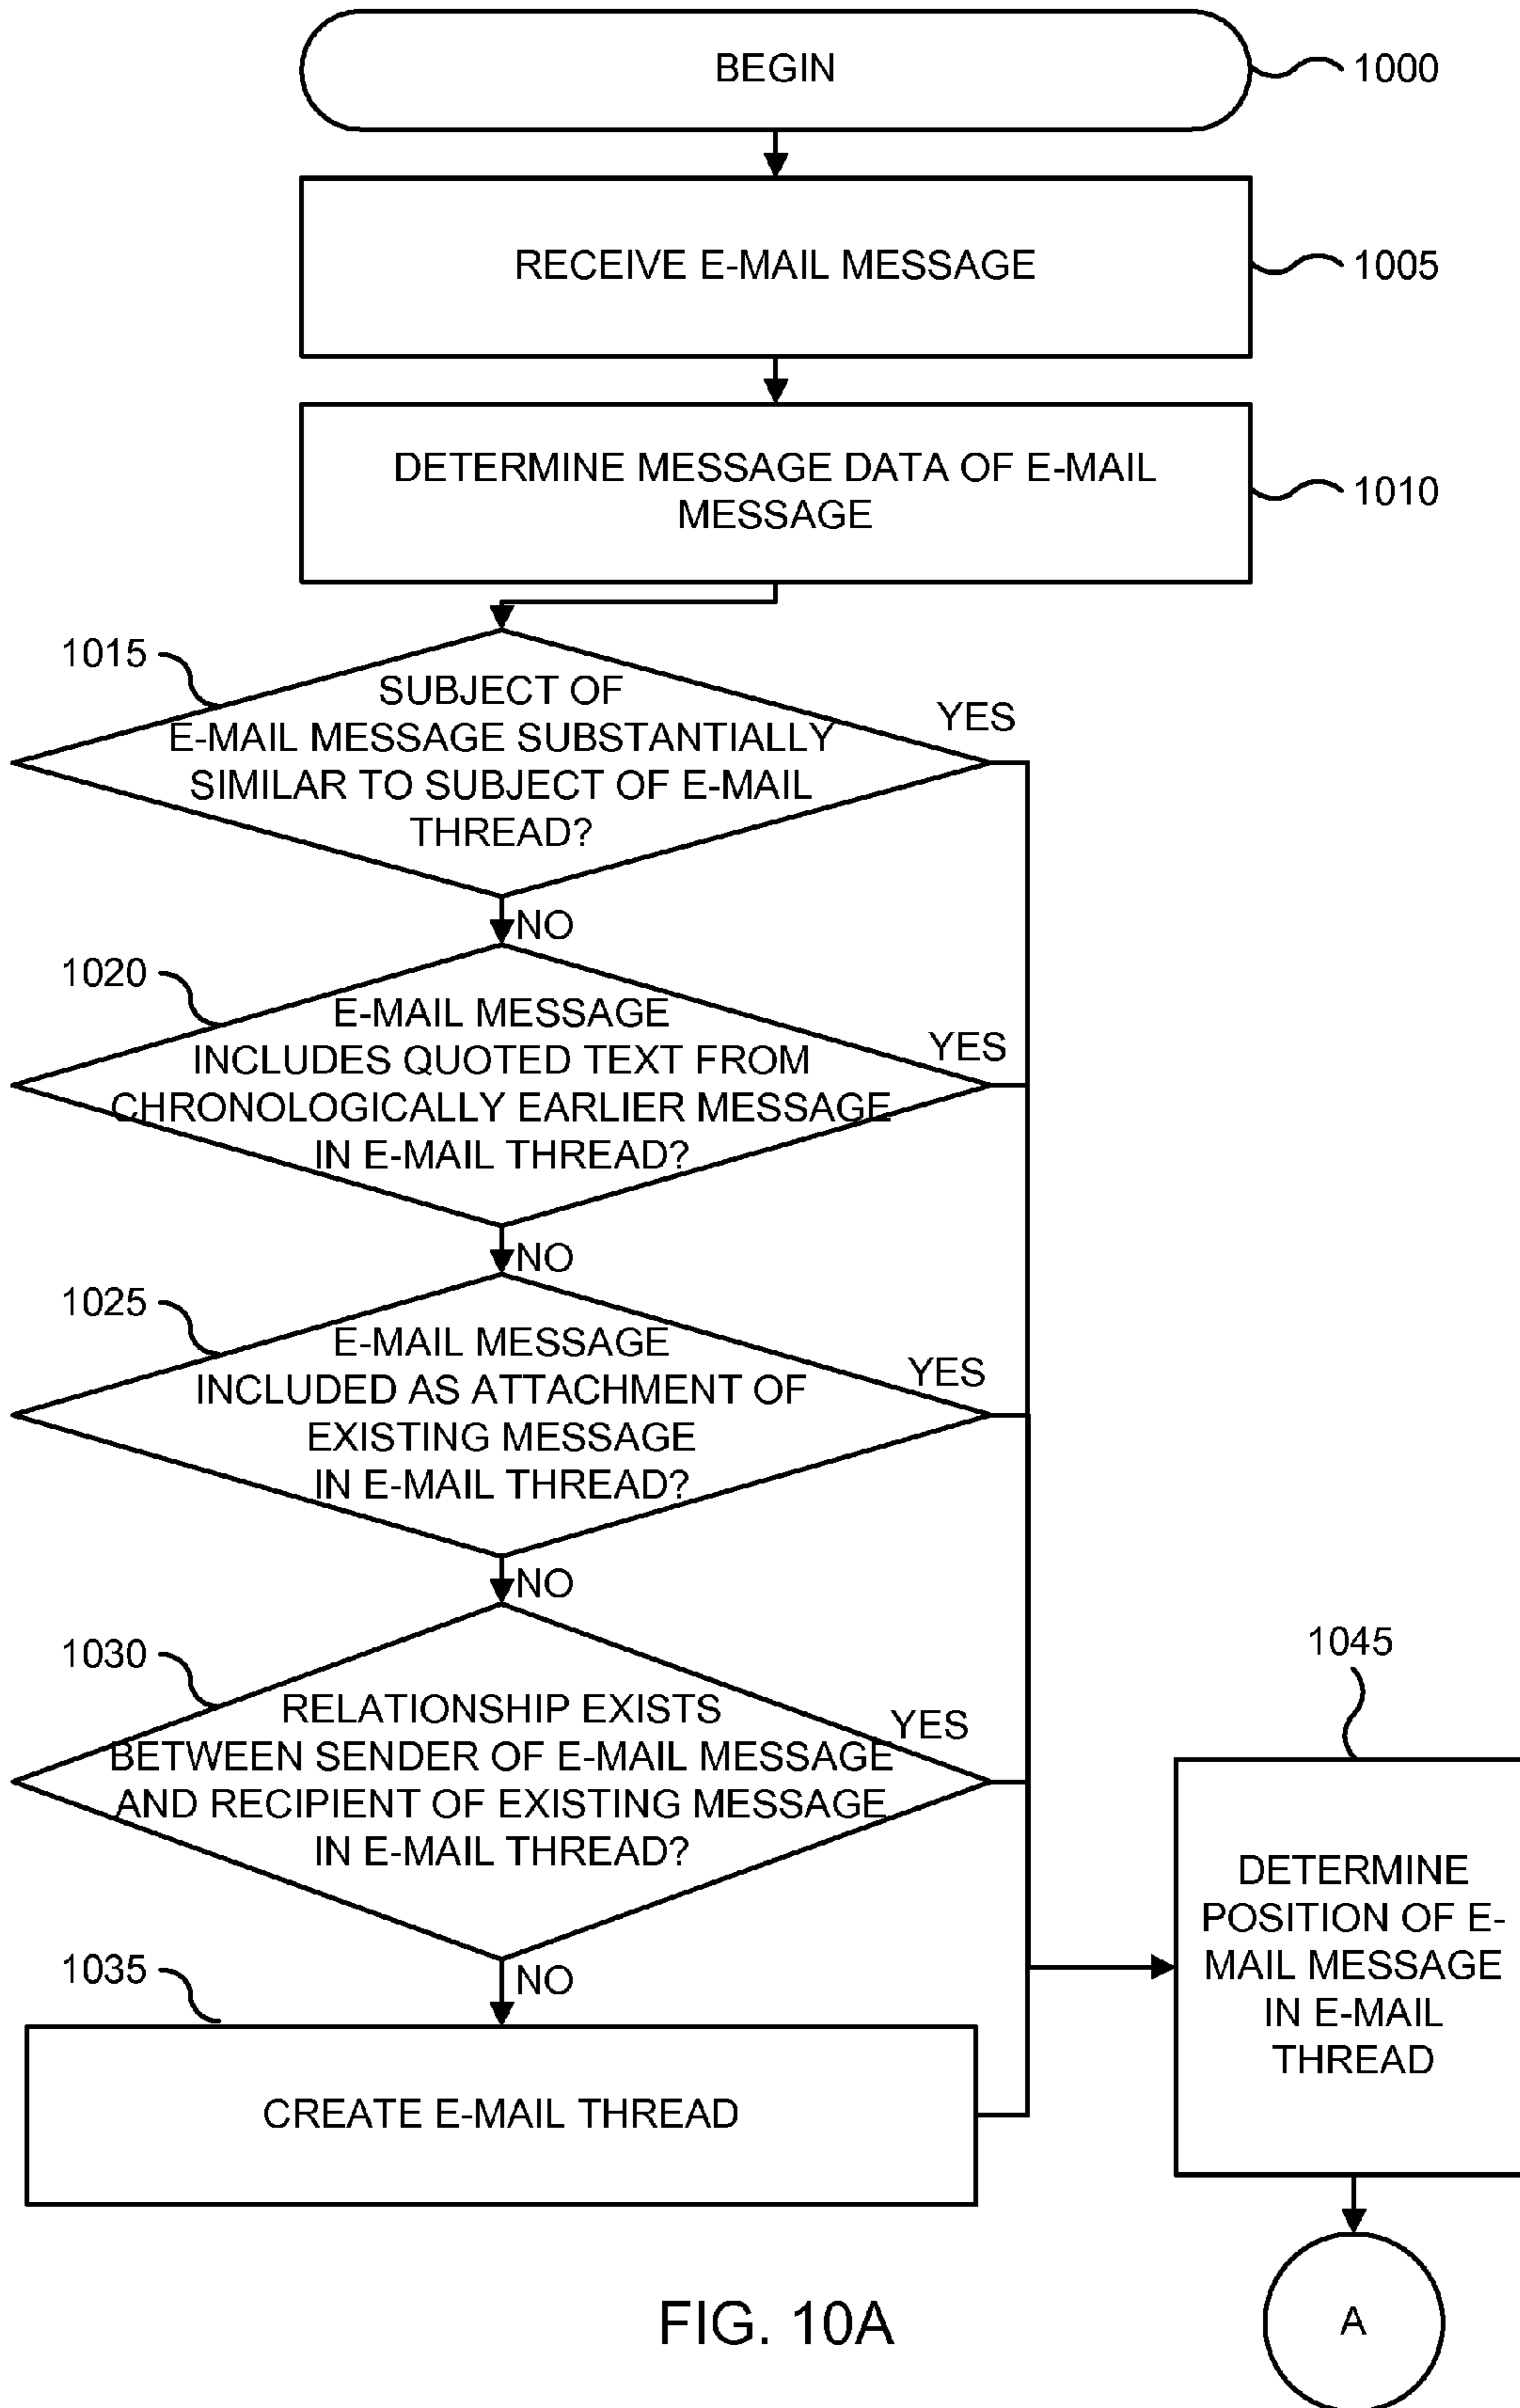 BEGIN
1000
RECEIVE E-MAIL MESSAGE
1005
DETERMINE MESSAGE DATA OF E-MAIL
MESSAGE
1010
1015
SUBJECT OF
E-MAIL MESSAGE SUBSTANTIALLY
SIMILAR TO SUBJECT OF E-MAIL
THREAD?
YES
NO
1020
E-MAIL MESSAGE
INCLUDES QUOTED TEXT FROM
CHRONOLOGICALLY EARLIER MESSAGE
IN E-MAIL THREAD?
YES
NO
1025
E-MAIL MESSAGE
INCLUDED AS ATTACHMENT OF
EXISTING MESSAGE
IN E-MAIL THREAD?
YES
NO
1030
RELATIONSHIP EXISTS
BETWEEN SENDER OF E-MAIL MESSAGE
AND RECIPIENT OF EXISTING MESSAGE
IN E-MAIL THREAD?
YES
NO
1035
CREATE E-MAIL THREAD
1045
DETERMINE
POSITION OF E-
MAIL MESSAGE
IN E-MAIL
THREAD
A
FIG. 10A